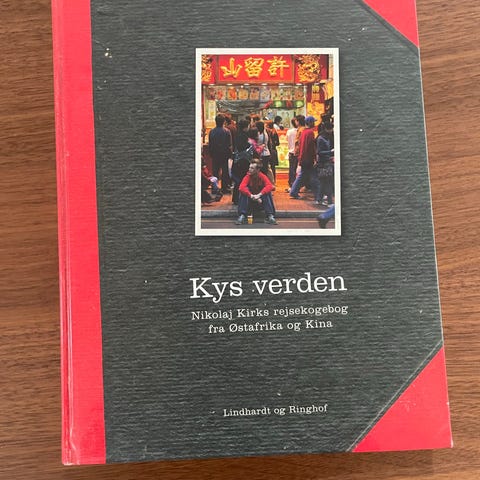 山留許
Kys verden
Nikolaj Kirks rejsekogebog
fra Østafrika og Kina
Lindhardt og Ringhof